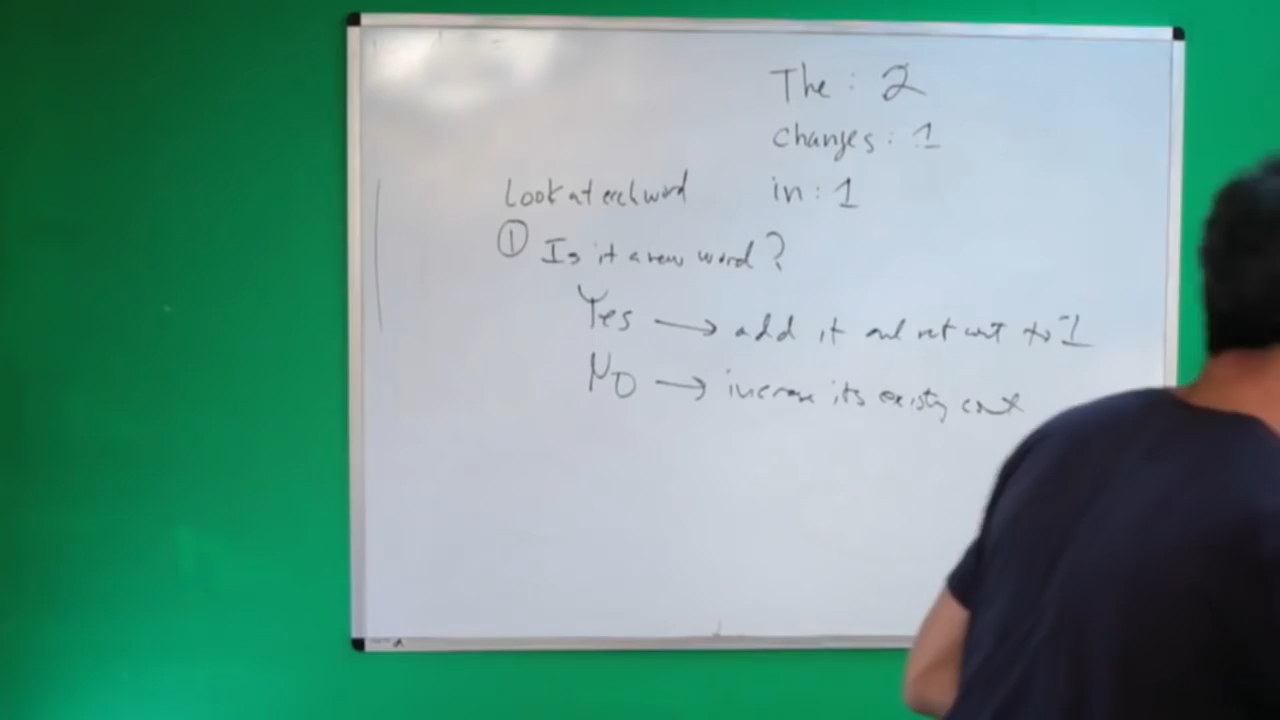 The : 2
changes : 1
in : 1
Look at each word
① Is it a new word?
Yes → add it and set count to 1
No → increase its existing count